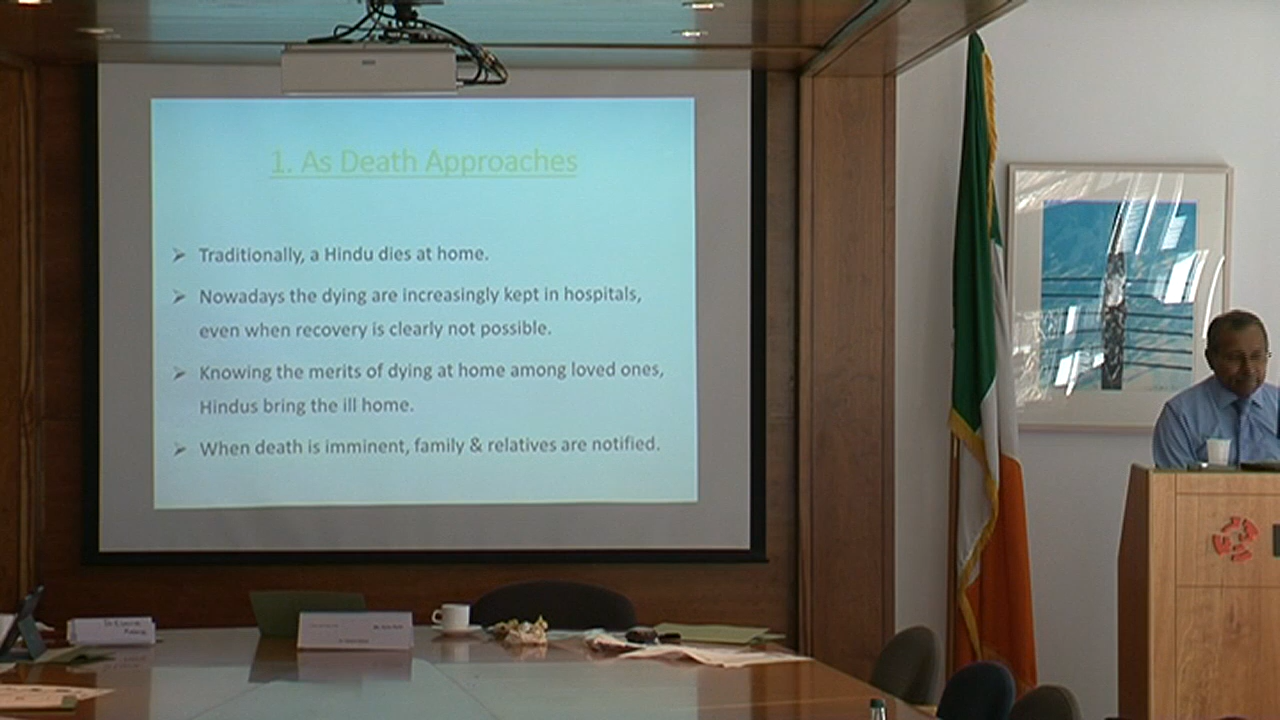 1. As Death Approaches
Traditionally, a Hindu dies at home.
Nowadays the dying are increasingly kept in hospitals,
even when recovery is clearly not possible.
Knowing the merits of dying at home among loved ones,
Hindus bring the ill home.
When death is imminent, family & relatives are notified.